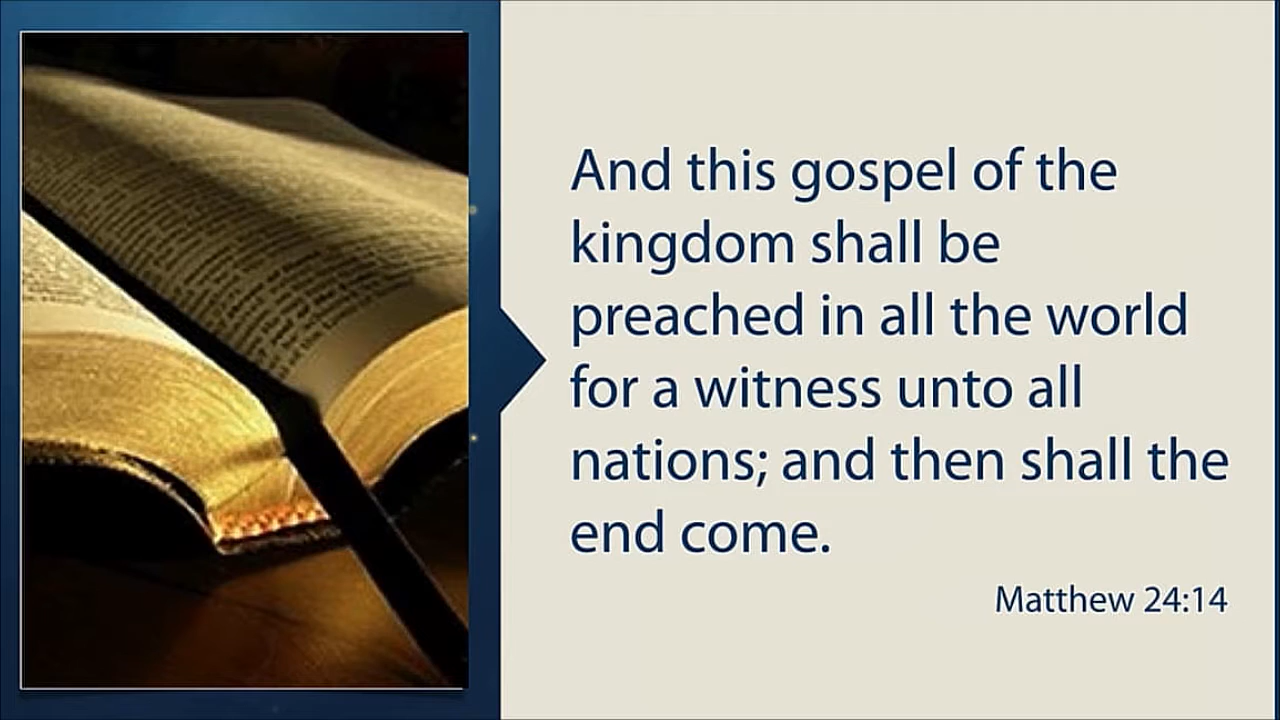 And this gospel of the
kingdom shall be
preached in all the world
for a witness unto all
nations; and then shall the
end come.
Matthew 24:14